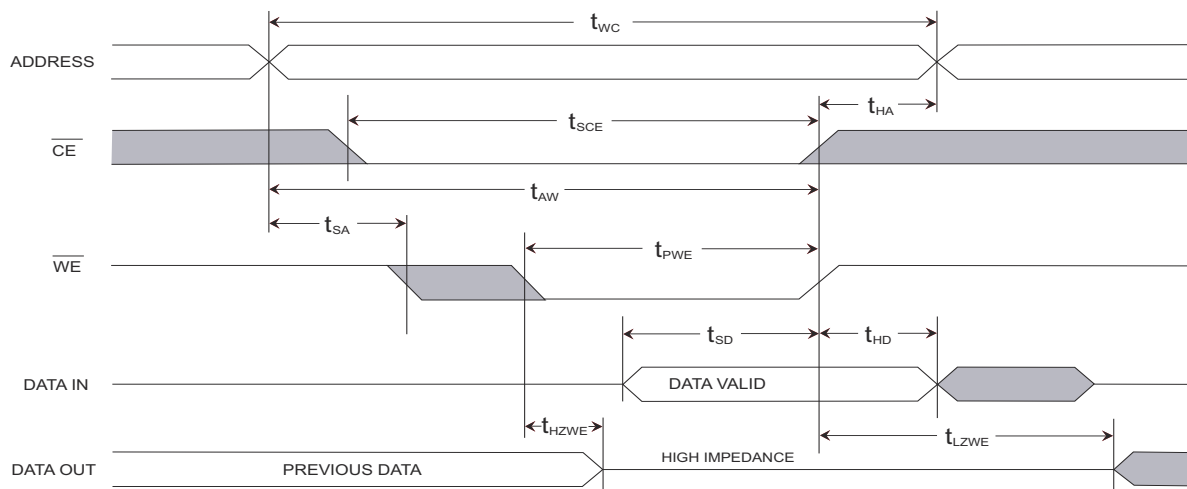 tWC
ADDRESS
tHA
tSCE
CE
tAW
tSA
tPWE
WE
tSD
tHD
DATA IN
DATA VALID
tHZWE
tLZWE
DATA OUT
PREVIOUS DATA
HIGH IMPEDANCE